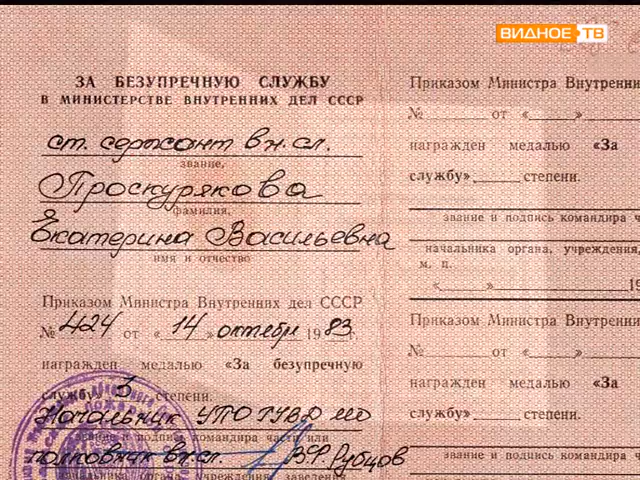 ВИДНОЕ ТВ
ЗА БЕЗУПРЕЧНУЮ СЛУЖБУ
В МИНИСТЕРСТВЕ ВНУТРЕННИХ ДЕЛ СССР
ст. сержант вн. сл.
звание,
Проскурякова
фамилия,
Екатерина Васильевна
имя и отчество
Приказом Министра Внутренних дел СССР
№ 424 от « 14 » октября 1983 г.
награжден медалью «За безупречную
службу» 3 степени.
Начальник УПО ГУВД МО
звание и подпись командира части или
полковник вн. сл. В.Ф. Рубцов
начальника органа, учреждения, заведения
Приказом Министра Внутренних
№ от « »
награжден медалью «За
службу» степени.
звание и подпись командира ч
начальника органа, учреждения,
м. п.
« » 19
Приказом Министра Внутренних
№ от « »
награжден медалью «За
службу» степени.
звание и подпись командира ч